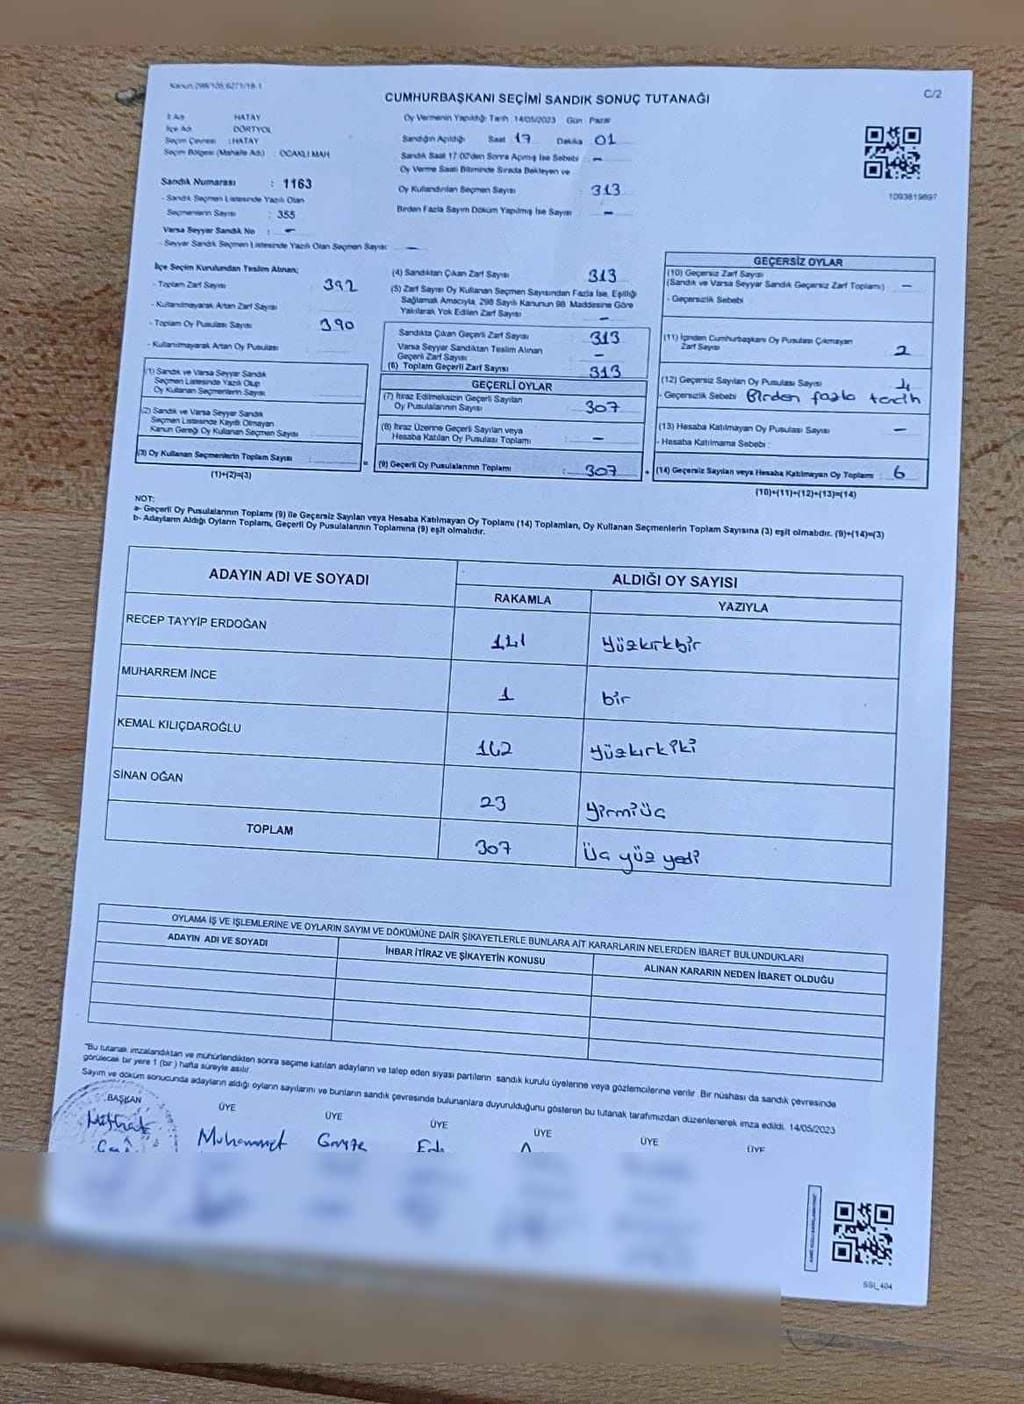 Kanun:298/105,6271/18-1
C/2
CUMHURBAŞKANI SEÇİMİ SANDIK SONUÇ TUTANAĞI
İl Adı : HATAY
İlçe Adı : DÖRTYOL
Seçim Çevresi : HATAY
Seçim Bölgesi (Mahalle Adı) : OCAKLI MAH
Sandık Numarası : 1163
- Sandık Seçmen Listesinde Yazılı Olan
Seçmenlerin Sayısı : 355
Varsa Seyyar Sandık No : -
- Seyyar Sandık Seçmen Listesinde Yazılı Olan Seçmen Sayısı: -
Oy Vermenin Yapıldığı Tarih 14/05/2023 Gün Pazar
Sandığın Açıldığı Saat 17 Dakika 01
Sandık Saat 17:00'den Sonra Açılmış İse Sebebi -
Oy Verme Saati Bitiminde Sırada Bekleyen ve
Oy Kullandırılan Seçmen Sayısı 313
Birden Fazla Sayım Döküm Yapılmış İse Sayısı -
1093819897
İlçe Seçim Kurulundan Teslim Alınan;
- Toplam Zarf Sayısı 392
- Kullanılmayarak Artan Zarf Sayısı
- Toplam Oy Pusulası Sayısı 390
- Kullanılmayarak Artan Oy Pusulası
(1) Sandık ve Varsa Seyyar Sandık
Seçmen Listesinde Yazılı Olup
Oy Kullanan Seçmenlerin Sayısı
(2) Sandık ve Varsa Seyyar Sandık
Seçmen Listesinde Kayıtlı Olmayan
Kanun Gereği Oy Kullanan Seçmen Sayısı
(3) Oy Kullanan Seçmenlerin Toplam Sayısı
(1)+(2)=(3)
(4) Sandıktan Çıkan Zarf Sayısı 313
(5) Zarf Sayısı Oy Kullanan Seçmen Sayısından Fazla İse, Eşitliği
Sağlamak Amacıyla, 298 Sayılı Kanunun 98. Maddesine Göre
Yakılarak Yok Edilen Zarf Sayısı -
Sandıkta Çıkan Geçerli Zarf Sayısı 313
Varsa Seyyar Sandıktan Teslim Alınan
Geçerli Zarf Sayısı -
(6) Toplam Geçerli Zarf Sayısı 313
GEÇERLİ OYLAR
(7) İtiraz Edilmeksizin Geçerli Sayılan
Oy Pusulalarının Sayısı 307
(8) İtiraz Üzerine Geçerli Sayılan veya
Hesaba Katılan Oy Pusulası Toplamı -
(9) Geçerli Oy Pusulalarının Toplamı : 307
GEÇERSİZ OYLAR
(10) Geçersiz Zarf Sayısı
(Sandık ve Varsa Seyyar Sandık Geçersiz Zarf Toplamı) -
- Geçersizlik Sebebi
(11) İçinden Cumhurbaşkanı Oy Pusulası Çıkmayan
Zarf Sayısı 2
(12) Geçersiz Sayılan Oy Pusulası Sayısı 4
- Geçersizlik Sebebi Birden fazla tercih
(13) Hesaba Katılmayan Oy Pusulası Sayısı -
- Hesaba Katılmama Sebebi :
(14) Geçersiz Sayılan veya Hesaba Katılmayan Oy Toplamı : 6
(10)+(11)+(12)+(13)=(14)
NOT:
a- Geçerli Oy Pusulalarının Toplamı (9) ile Geçersiz Sayılan veya Hesaba Katılmayan Oy Toplamı (14) Toplamları, Oy Kullanan Seçmenlerin Toplam Sayısına (3) eşit olmalıdır. (9)+(14)=(3)
b- Adayların Aldığı Oyların Toplamı, Geçerli Oy Pusulalarının Toplamına (9) eşit olmalıdır.
ADAYIN ADI VE SOYADI
ALDIĞI OY SAYISI
RAKAMLA YAZIYLA
RECEP TAYYİP ERDOĞAN 141 Yüzkırkbir
MUHARREM İNCE 1 bir
KEMAL KILIÇDAROĞLU 142 yüzkırkiki
SİNAN OĞAN 23 yirmiüç
TOPLAM 307 Üç yüz yedi
OYLAMA İŞ VE İŞLEMLERİNE VE OYLARIN SAYIM VE DÖKÜMÜNE DAİR ŞİKAYETLERLE BUNLARA AİT KARARLARIN NELERDEN İBARET BULUNDUKLARI
ADAYIN ADI VE SOYADI
İHBAR İTİRAZ VE ŞİKAYETİN KONUSU
ALINAN KARARIN NEDEN İBARET OLDUĞU
"Bu tutanak imzalandıktan ve mühürlendikten sonra seçime katılan adayların ve talep eden siyasi partilerin sandık kurulu üyelerine veya gözlemcilerine verilir. Bir nüshası da sandık çevresinde
görülecek bir yere 1 (bir) hafta süreyle asılır.
Sayım ve döküm sonucunda adayların aldığı oyların sayılarını ve bunların sandık çevresinde bulunanlara duyurulduğunu gösteren bu tutanak tarafımızdan düzenlenerek imza edildi. 14/05/2023
BAŞKAN ÜYE ÜYE ÜYE ÜYE ÜYE ÜYE
Muhammet
SSL_404